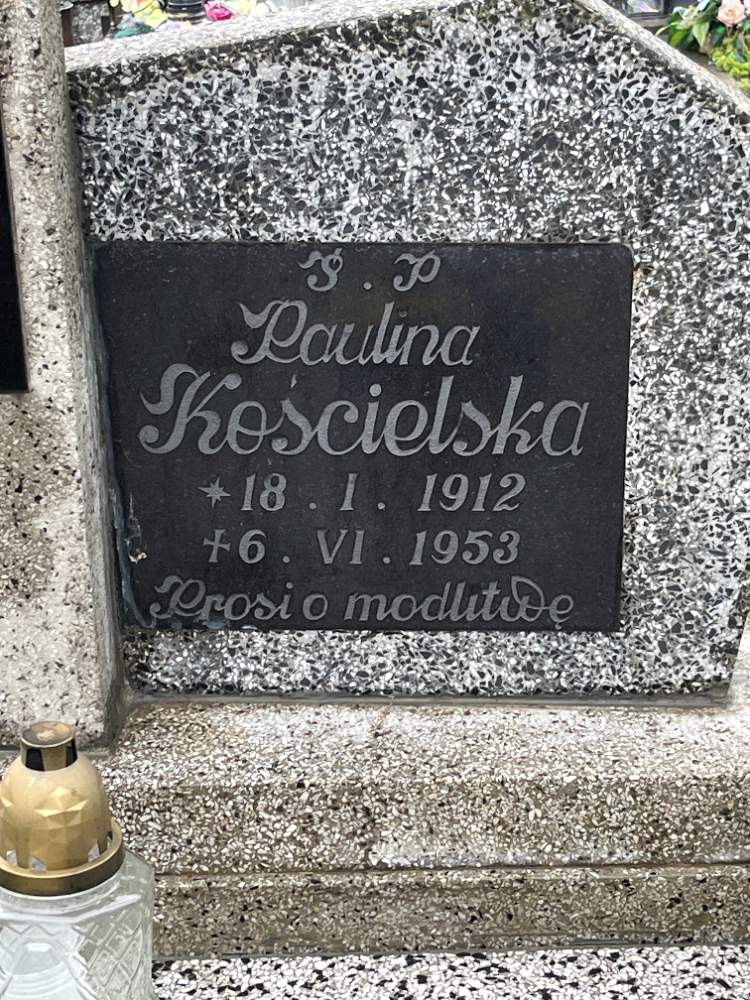 Ś . P
Paulina
Kościelska
* 18 . I . 1912
✝ 6 . VI . 1953
Prosi o modlitwę